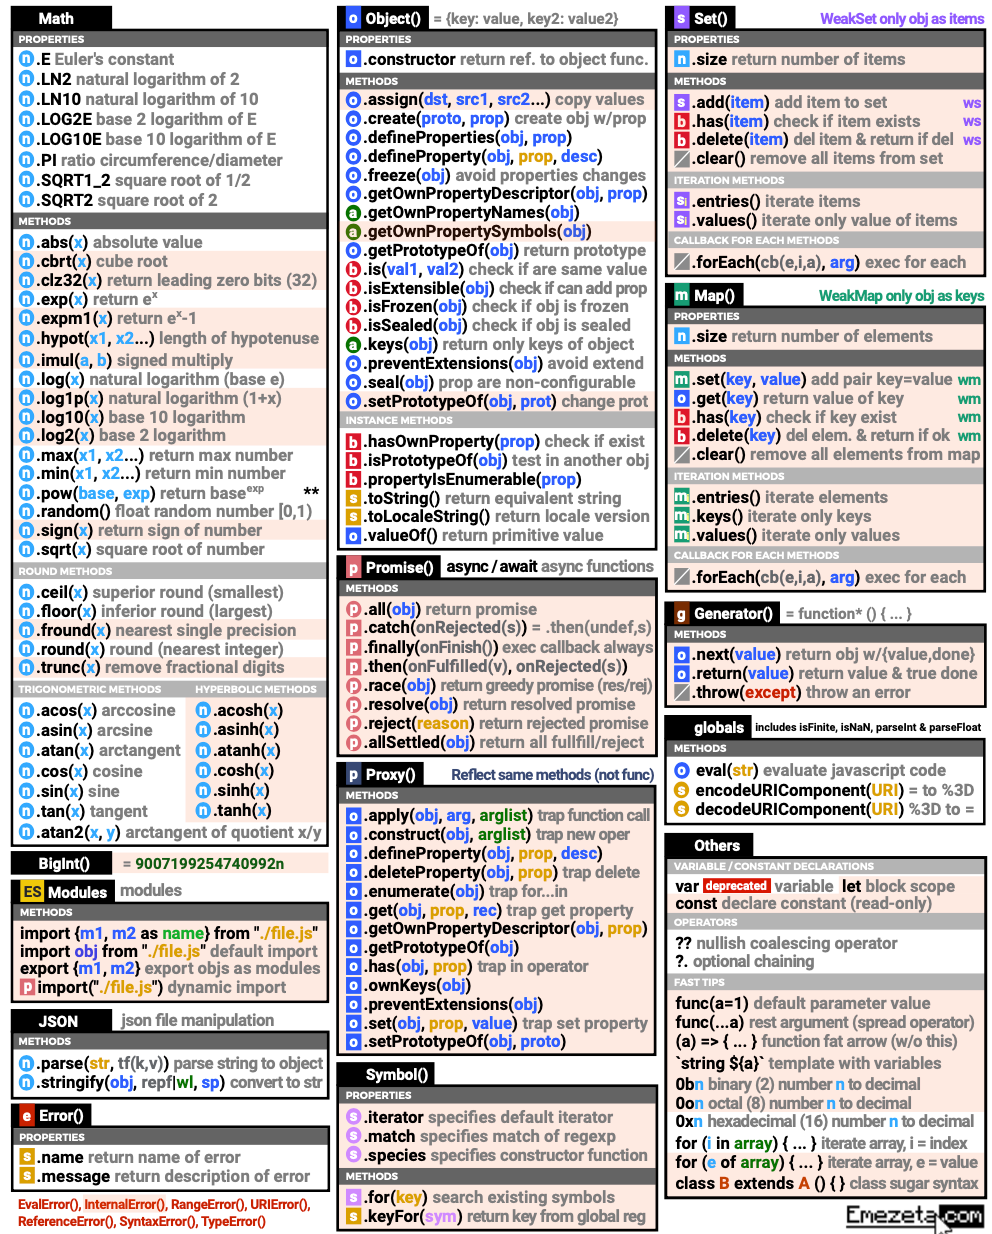 Math
PROPERTIES
n .E Euler's constant
n .LN2 natural logarithm of 2
n .LN10 natural logarithm of 10
n .LOG2E base 2 logarithm of E
n .LOG10E base 10 logarithm of E
n .PI ratio circumference/diameter
n .SQRT1_2 square root of 1/2
n .SQRT2 square root of 2
METHODS
n .abs(x) absolute value
n .cbrt(x) cube root
n .clz32(x) return leading zero bits (32)
n .exp(x) return eˣ
n .expm1(x) return eˣ-1
n .hypot(x1, x2...) length of hypotenuse
n .imul(a, b) signed multiply
n .log(x) natural logarithm (base e)
n .log1p(x) natural logarithm (1+x)
n .log10(x) base 10 logarithm
n .log2(x) base 2 logarithm
n .max(x1, x2...) return max number
n .min(x1, x2...) return min number
n .pow(base, exp) return baseᵉˣᵖ **
n .random() float random number [0,1)
n .sign(x) return sign of number
n .sqrt(x) square root of number
ROUND METHODS
n .ceil(x) superior round (smallest)
n .floor(x) inferior round (largest)
n .fround(x) nearest single precision
n .round(x) round (nearest integer)
n .trunc(x) remove fractional digits
TRIGONOMETRIC METHODS
n .acos(x) arccosine
n .asin(x) arcsine
n .atan(x) arctangent
n .cos(x) cosine
n .sin(x) sine
n .tan(x) tangent
n .atan2(x, y) arctangent of quotient x/y
HYPERBOLIC METHODS
n .acosh(x)
n .asinh(x)
n .atanh(x)
n .cosh(x)
n .sinh(x)
n .tanh(x)
BigInt() = 9007199254740992n
ES Modules modules
METHODS
import {m1, m2 as name} from "./file.js"
import obj from "./file.js" default import
export {m1, m2} export objs as modules
p import("./file.js") dynamic import
JSON json file manipulation
METHODS
n .parse(str, tf(k,v)) parse string to object
n .stringify(obj, repf|wl, sp) convert to str
e Error()
PROPERTIES
s .name return name of error
s .message return description of error
EvalError(), InternalError(), RangeError(), URIError(),
ReferenceError(), SyntaxError(), TypeError()
o Object() = {key: value, key2: value2}
PROPERTIES
o .constructor return ref. to object func.
METHODS
o .assign(dst, src1, src2...) copy values
o .create(proto, prop) create obj w/prop
o .defineProperties(obj, prop)
o .defineProperty(obj, prop, desc)
o .freeze(obj) avoid properties changes
o .getOwnPropertyDescriptor(obj, prop)
a .getOwnPropertyNames(obj)
a .getOwnPropertySymbols(obj)
o .getPrototypeOf(obj) return prototype
b .is(val1, val2) check if are same value
b .isExtensible(obj) check if can add prop
b .isFrozen(obj) check if obj is frozen
b .isSealed(obj) check if obj is sealed
a .keys(obj) return only keys of object
o .preventExtensions(obj) avoid extend
o .seal(obj) prop are non-configurable
o .setPrototypeOf(obj, prot) change prot
INSTANCE METHODS
b .hasOwnProperty(prop) check if exist
b .isPrototypeOf(obj) test in another obj
b .propertyIsEnumerable(prop)
s .toString() return equivalent string
s .toLocaleString() return locale version
o .valueOf() return primitive value
p Promise() async / await async functions
METHODS
p .all(obj) return promise
p .catch(onRejected(s)) = .then(undef,s)
p .finally(onFinish()) exec callback always
p .then(onFulfilled(v), onRejected(s))
p .race(obj) return greedy promise (res/rej)
p .resolve(obj) return resolved promise
p .reject(reason) return rejected promise
p .allSettled(obj) return all fullfill/reject
p Proxy() Reflect same methods (not func)
METHODS
o .apply(obj, arg, arglist) trap function call
o .construct(obj, arglist) trap new oper
o .defineProperty(obj, prop, desc)
o .deleteProperty(obj, prop) trap delete
o .enumerate(obj) trap for...in
o .get(obj, prop, rec) trap get property
o .getOwnPropertyDescriptor(obj, prop)
o .getPrototypeOf(obj)
o .has(obj, prop) trap in operator
o .ownKeys(obj)
o .preventExtensions(obj)
o .set(obj, prop, value) trap set property
o .setPrototypeOf(obj, proto)
Symbol()
PROPERTIES
s .iterator specifies default iterator
s .match specifies match of regexp
s .species specifies constructor function
METHODS
s .for(key) search existing symbols
s .keyFor(sym) return key from global reg
s Set() WeakSet only obj as items
PROPERTIES
n .size return number of items
METHODS
s .add(item) add item to set ws
b .has(item) check if item exists ws
b .delete(item) del item & return if del ws
.clear() remove all items from set
ITERATION METHODS
si .entries() iterate items
si .values() iterate only value of items
CALLBACK FOR EACH METHODS
.forEach(cb(e,i,a), arg) exec for each
m Map() WeakMap only obj as keys
PROPERTIES
n .size return number of elements
METHODS
m .set(key, value) add pair key=value wm
o .get(key) return value of key wm
b .has(key) check if key exist wm
b .delete(key) del elem. & return if ok wm
.clear() remove all elements from map
ITERATION METHODS
mi .entries() iterate elements
mi .keys() iterate only keys
mi .values() iterate only values
CALLBACK FOR EACH METHODS
.forEach(cb(e,i,a), arg) exec for each
g Generator() = function* () { ... }
METHODS
o .next(value) return obj w/{value,done}
o .return(value) return value & true done
.throw(except) throw an error
globals includes isFinite, isNaN, parseInt & parseFloat
METHODS
o eval(str) evaluate javascript code
s encodeURIComponent(URI) = to %3D
s decodeURIComponent(URI) %3D to =
Others
VARIABLE / CONSTANT DECLARATIONS
var deprecated variable let block scope
const declare constant (read-only)
OPERATORS
?? nullish coalescing operator
?. optional chaining
FAST TIPS
func(a=1) default parameter value
func(...a) rest argument (spread operator)
(a) => { ... } function fat arrow (w/o this)
`string ${a}` template with variables
0bn binary (2) number n to decimal
0on octal (8) number n to decimal
0xn hexadecimal (16) number n to decimal
for (i in array) { ... } iterate array, i = index
for (e of array) { ... } iterate array, e = value
class B extends A () { } class sugar syntax
Emezeta.com